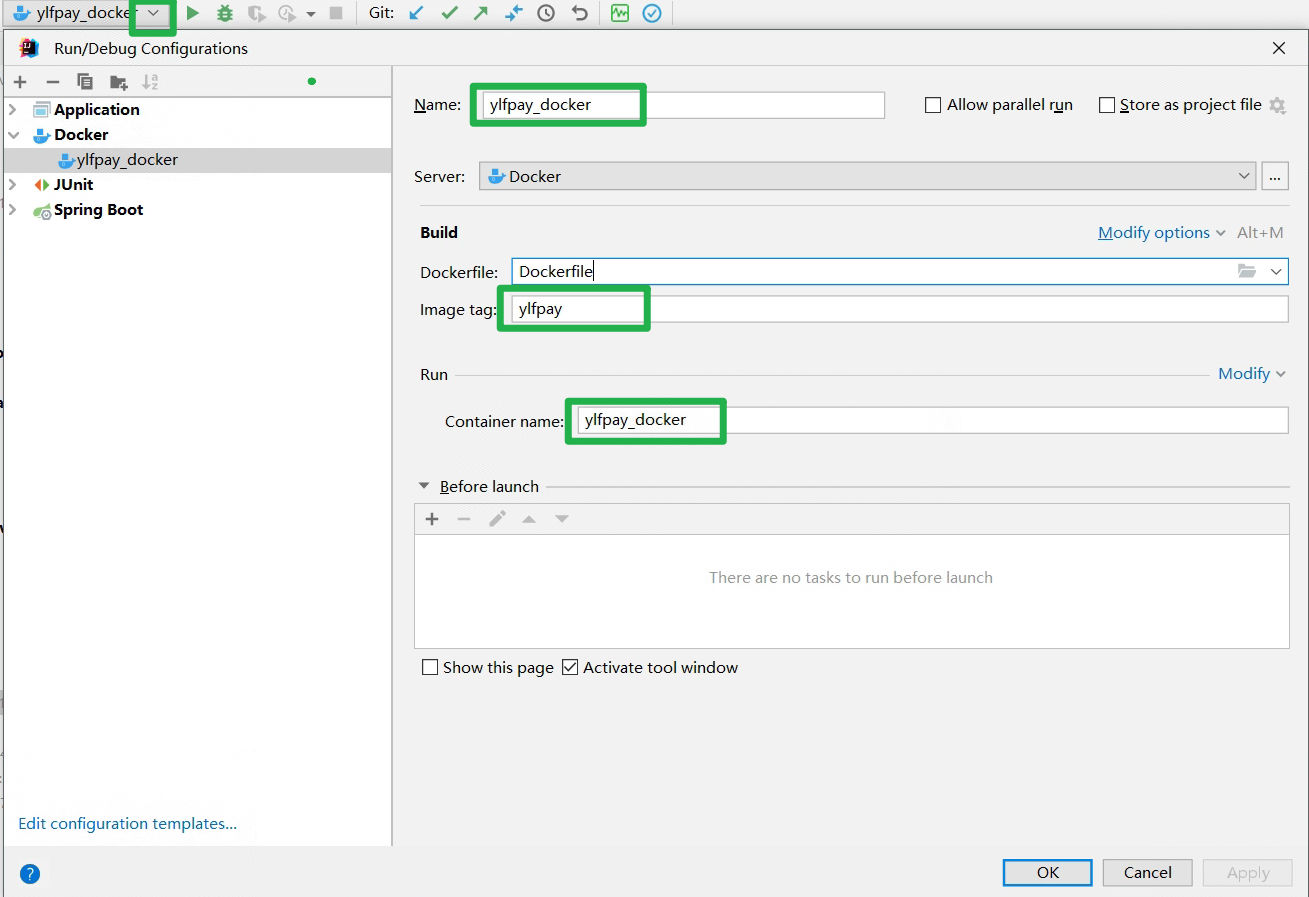 ylfpay_docker Git:
Run/Debug Configurations
Application
Docker
ylfpay_docker
JUnit
Spring Boot
Edit configuration templates...
Name: ylfpay_docker Allow parallel run Store as project file
Server: Docker ...
Build Modify options Alt+M
Dockerfile: Dockerfile
Image tag: ylfpay
Run Modify
Container name: ylfpay_docker
Before launch
There are no tasks to run before launch
Show this page Activate tool window
? OK Cancel Apply